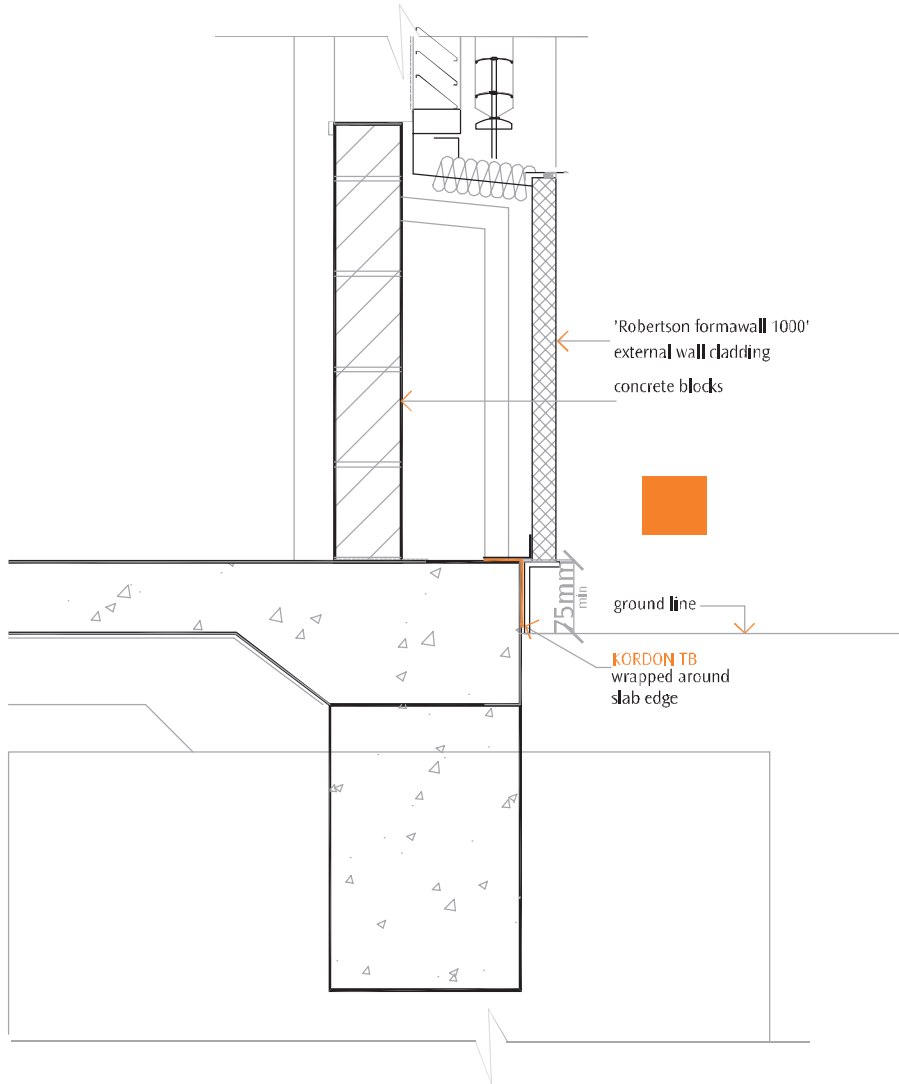 'Robertson formawall 1000'
external wall cladding
concrete blocks
75mm
min
ground line
KORDON TB
wrapped around
slab edge